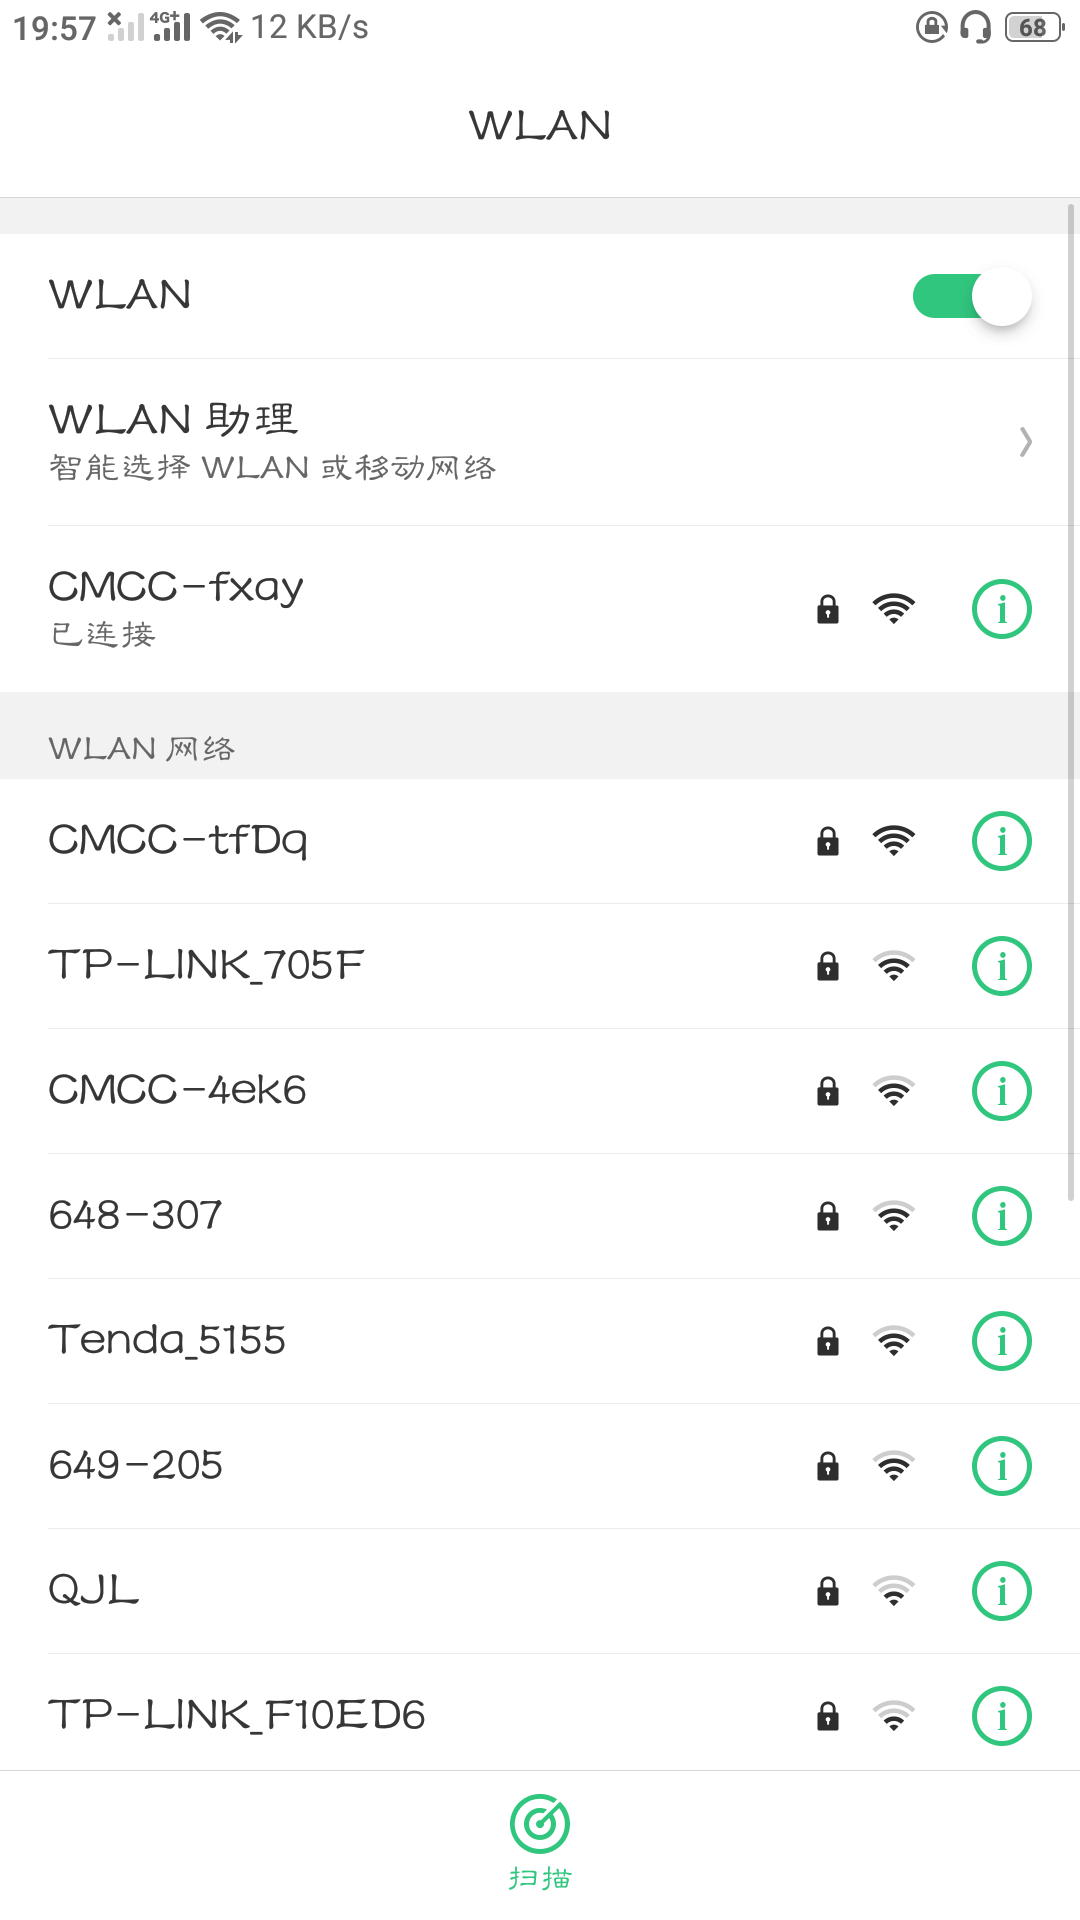 19:57 4G+ 12 KB/s 68
WLAN
WLAN
WLAN 助理
智能选择 WLAN 或移动网络
CMCC-fxay
已连接
WLAN 网络
CMCC-tfDq
TP-LINK_705F
CMCC-4ek6
648-307
Tenda_5155
649-205
QJL
TP-LINK_F10ED6
扫描